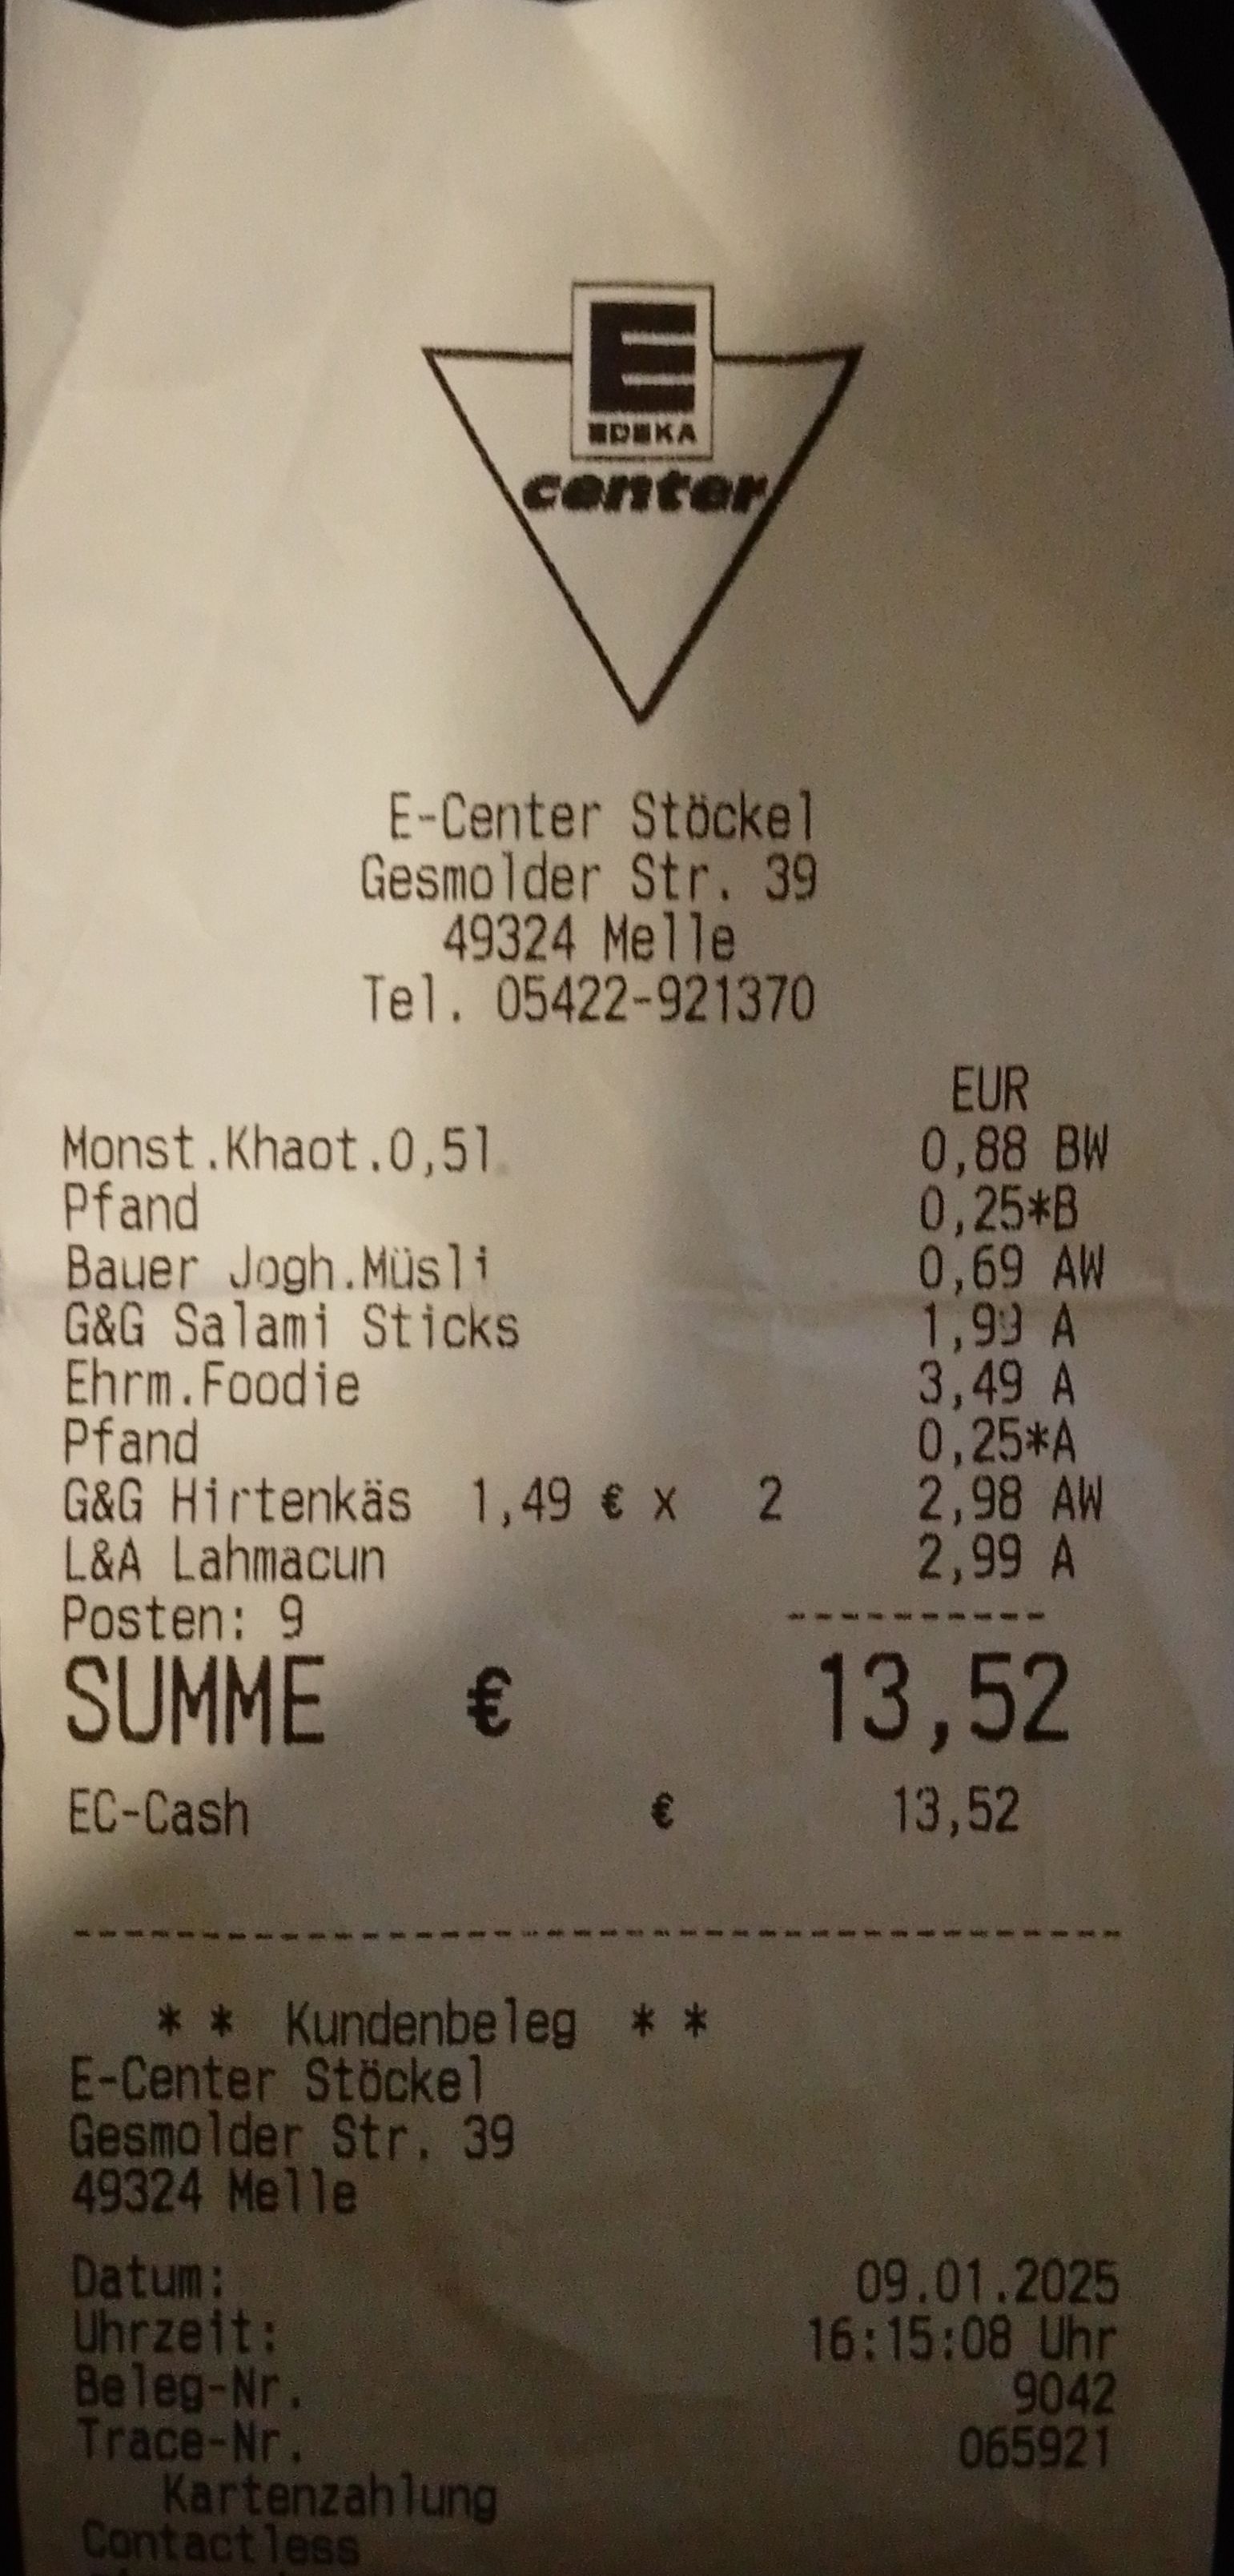 E
EDEKA
center
E-Center Stöckel
Gesmolder Str. 39
49324 Melle
Tel. 05422-921370
EUR
Monst.Khaot.0,5l 0,88 BW
Pfand 0,25*B
Bauer Jogh.Müsli 0,69 AW
G&G Salami Sticks 1,99 A
Ehrm.Foodie 3,49 A
Pfand 0,25*A
G&G Hirtenkäs 1,49 € x 2 2,98 AW
L&A Lahmacun 2,99 A
Posten: 9 ----------
SUMME € 13,52
EC-Cash € 13,52
----------------------------------------
* * Kundenbeleg * *
E-Center Stöckel
Gesmolder Str. 39
49324 Melle
Datum: 09.01.2025
Uhrzeit: 16:15:08 Uhr
Beleg-Nr. 9042
Trace-Nr. 065921
Kartenzahlung
Contactless